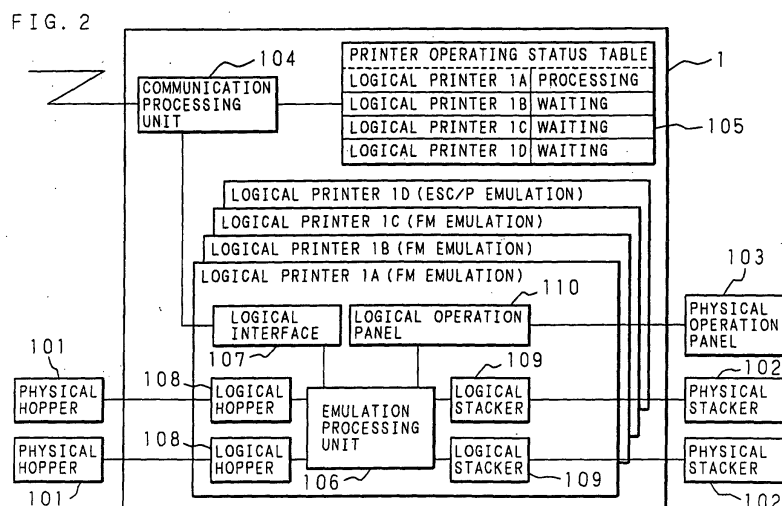 FIG. 2
104
COMMUNICATION
PROCESSING
UNIT
PRINTER OPERATING STATUS TABLE
LOGICAL PRINTER 1A PROCESSING
LOGICAL PRINTER 1B WAITING
LOGICAL PRINTER 1C WAITING
LOGICAL PRINTER 1D WAITING
1
105
LOGICAL PRINTER 1D (ESC/P EMULATION)
LOGICAL PRINTER 1C (FM EMULATION)
LOGICAL PRINTER 1B (FM EMULATION)
LOGICAL PRINTER 1A (FM EMULATION)
110
103
LOGICAL
INTERFACE
107
LOGICAL OPERATION
PANEL
PHYSICAL
OPERATION
PANEL
101
PHYSICAL
HOPPER
108
LOGICAL
HOPPER
EMULATION
PROCESSING
UNIT
106
109
LOGICAL
STACKER
102
PHYSICAL
STACKER
PHYSICAL
HOPPER
101
108
LOGICAL
HOPPER
LOGICAL
STACKER
109
PHYSICAL
STACKER
102